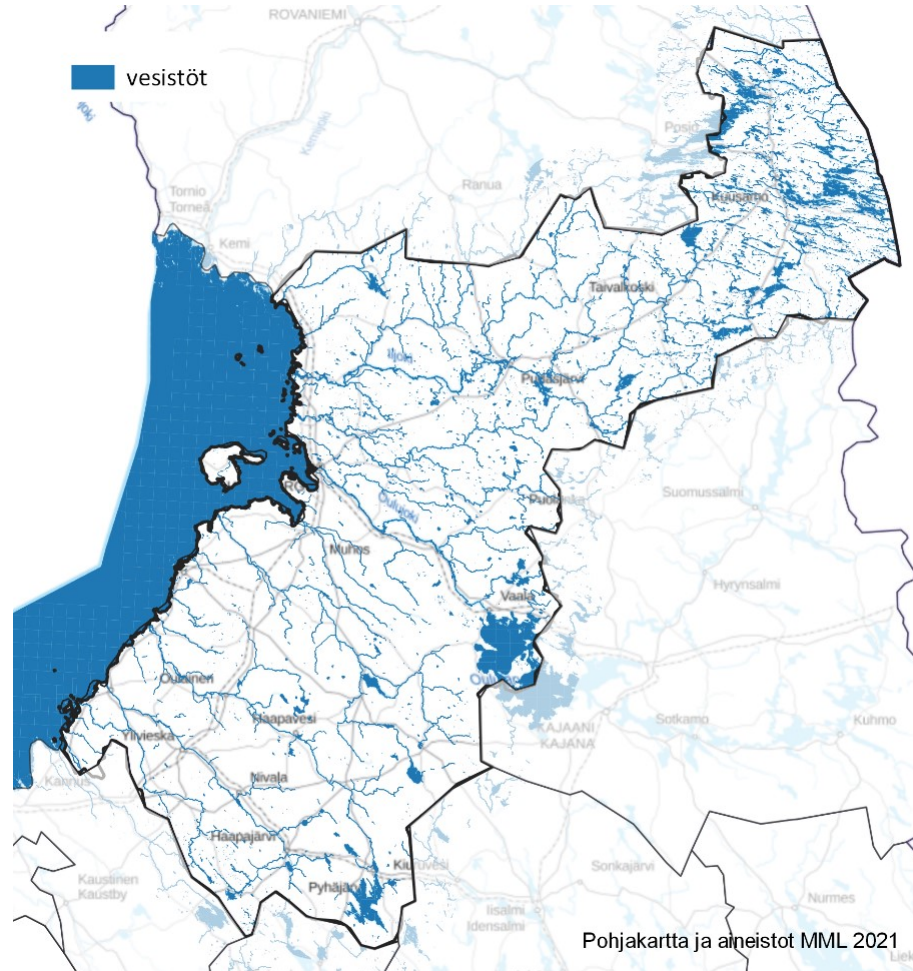 ROVANIEMI
vesistöt
Kemijoki
Posio
Ranua
Tornio
Torneå
Kemi
Kuusamo
Taivalkoski
Iijoki
Pudasjärvi
Suomussalmi
Oulujoki
Muhos
Hyrynsalmi
Vaala
Oulainen
Haapavesi
Sotkamo
Kuhmo
KAJAANI
KAJANA
Ylivieska
Kannus
Nivala
Haapajärvi
Kiuruvesi
Sonkajärvi
Kaustinen
Kaustby
Pyhäjärvi
Nurmes
Iisalmi
Idensalmi
Pohjakartta ja aineistot MML 2021